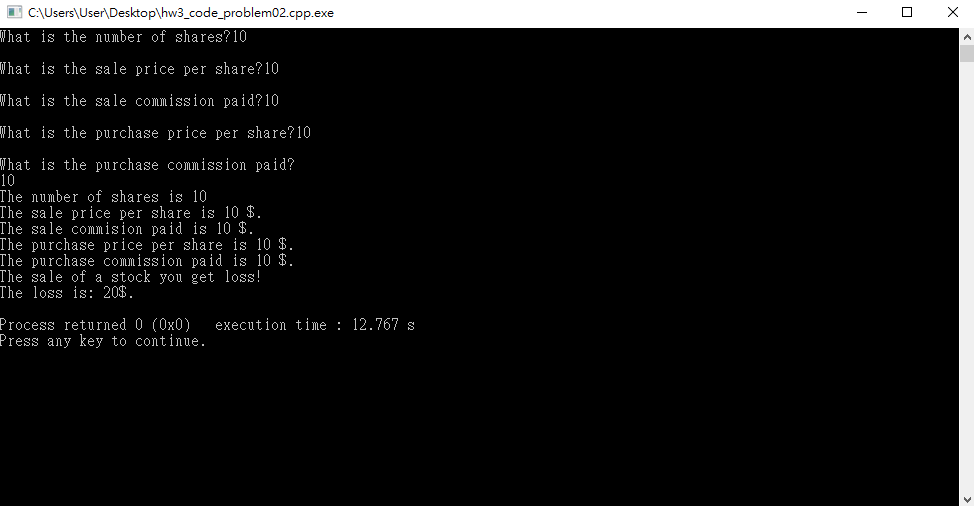 C:\Users\User\Desktop\hw3_code_problem02.cpp.exe
What is the number of shares?10
What is the sale price per share?10
What is the sale commission paid?10
What is the purchase price per share?10
What is the purchase commission paid?
10
The number of shares is 10
The sale price per share is 10 $.
The sale commision paid is 10 $.
The purchase price per share is 10 $.
The purchase commission paid is 10 $.
The sale of a stock you get loss!
The loss is: 20$.
Process returned 0 (0x0)   execution time : 12.767 s
Press any key to continue.